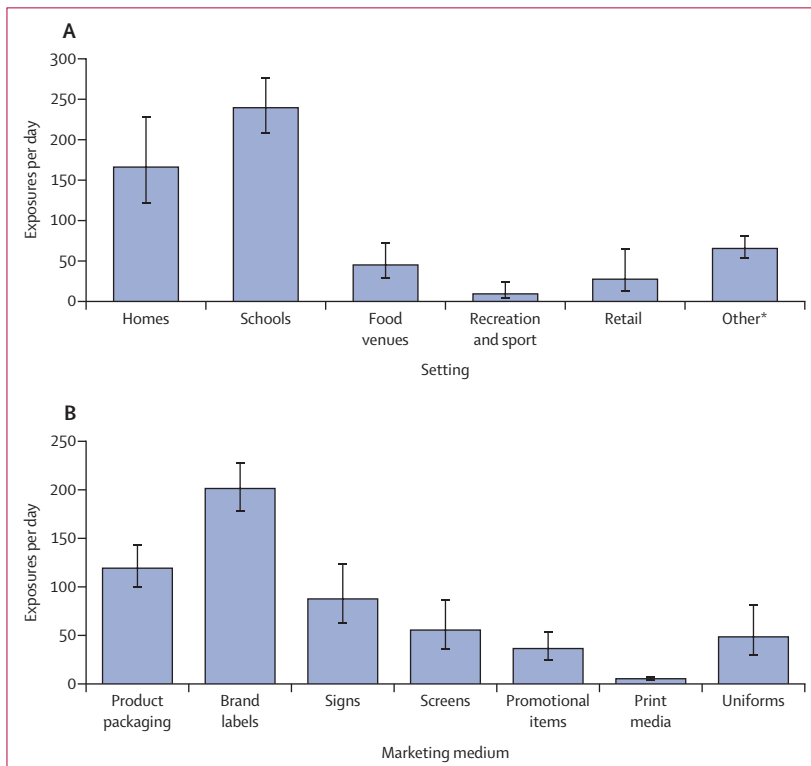 A
300
250
200
150
100
50
0
Exposures per day
Homes
Schools
Food
venues
Recreation
and sport
Retail
Other*
Setting
B
250
200
150
100
50
0
Exposures per day
Product
packaging
Brand
labels
Signs
Screens
Promotional
items
Print
media
Uniforms
Marketing medium